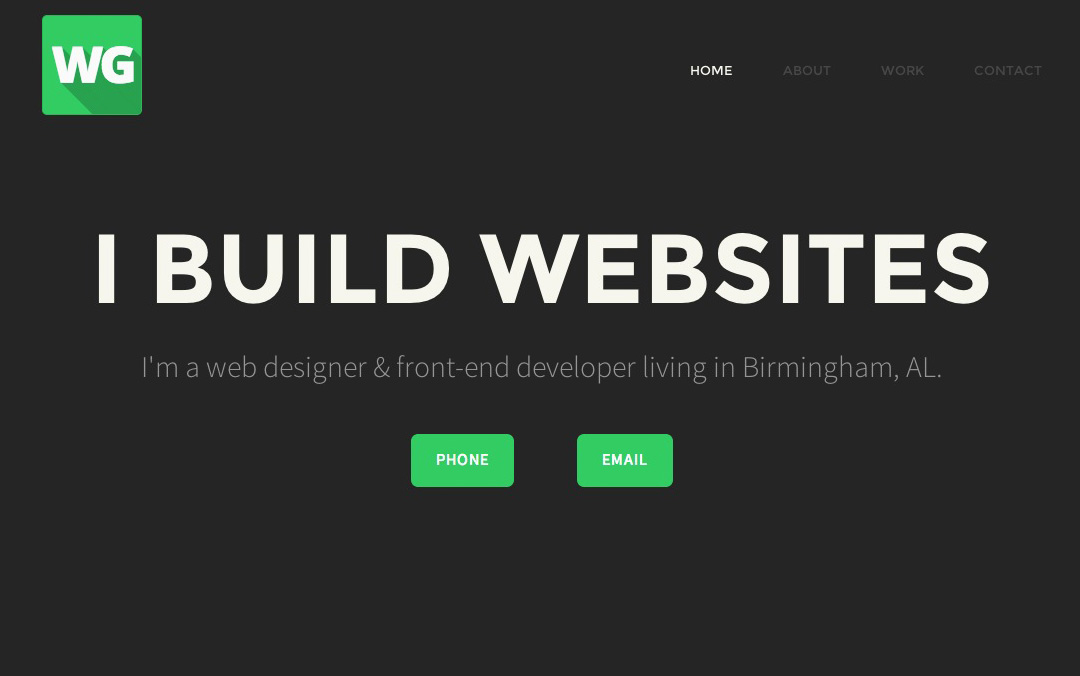 WG
HOME ABOUT WORK CONTACT
I BUILD WEBSITES
I'm a web designer & front-end developer living in Birmingham, AL.
PHONE EMAIL